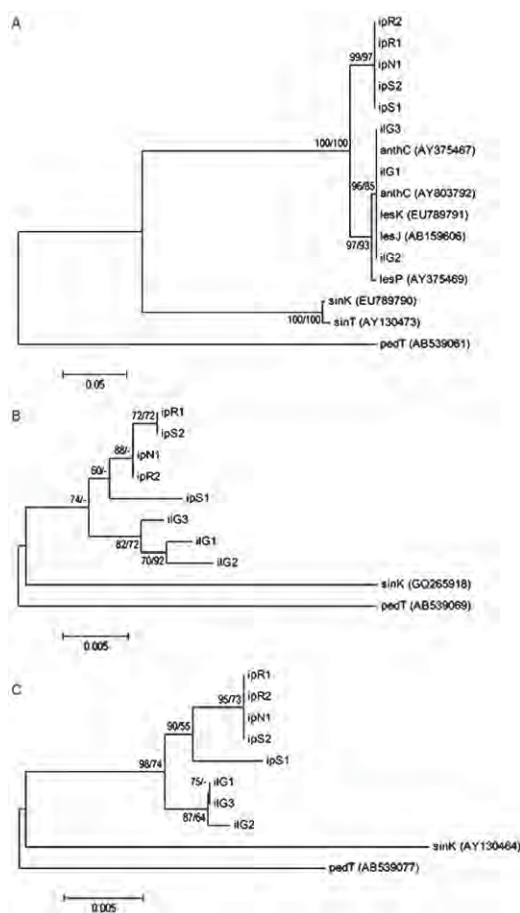 A
ipR2
ipR1
99/97
ipN1
ipS2
ipS1
ilG3
100/100
anthC (AY375467)
ilG1
96/85
anthC (AY803792)
lesK (EU789791)
lesJ (AB159606)
97/93
ilG2
lesP (AY375469)
sinK (EU789790)
100/100
sinT (AY130473)
pedT (AB539061)
0.05
B
72/72
ipR1
ipS2
88/-
ipN1
60/-
ipR2
74/-
ipS1
ilG3
82/72
ilG1
70/92
ilG2
sinK (GQ265918)
pedT (AB539069)
0.005
C
ipR1
95/73
ipR2
ipN1
90/55
ipS2
ipS1
98/74
75/-
ilG1
ilG3
87/64
ilG2
sinK (AY130464)
pedT (AB539077)
0.005